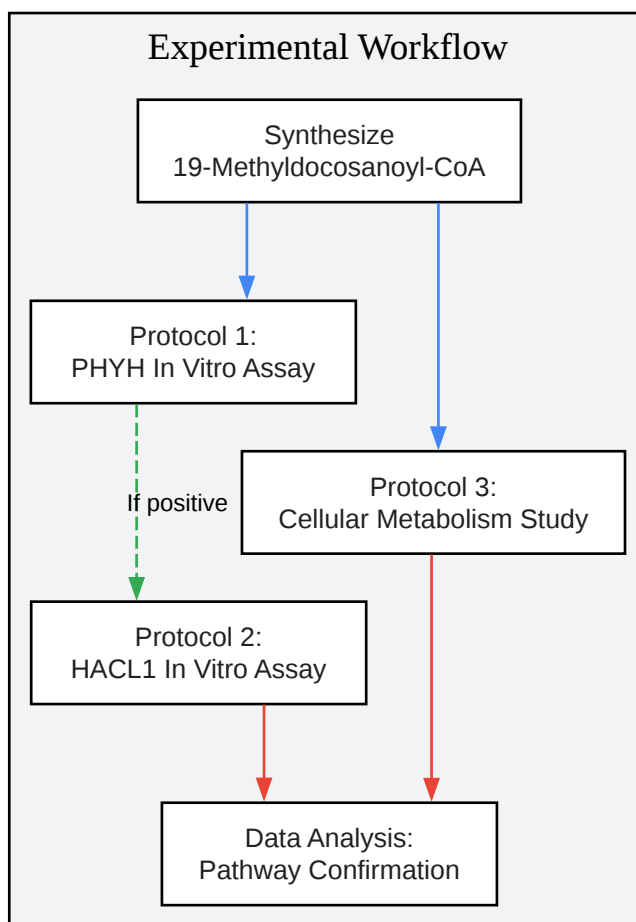 Experimental Workflow
Synthesize
19-Methyldocosanoyl-CoA
Protocol 1:
PHYH In Vitro Assay
If positive
Protocol 3:
Cellular Metabolism Study
Protocol 2:
HACL1 In Vitro Assay
Data Analysis:
Pathway Confirmation